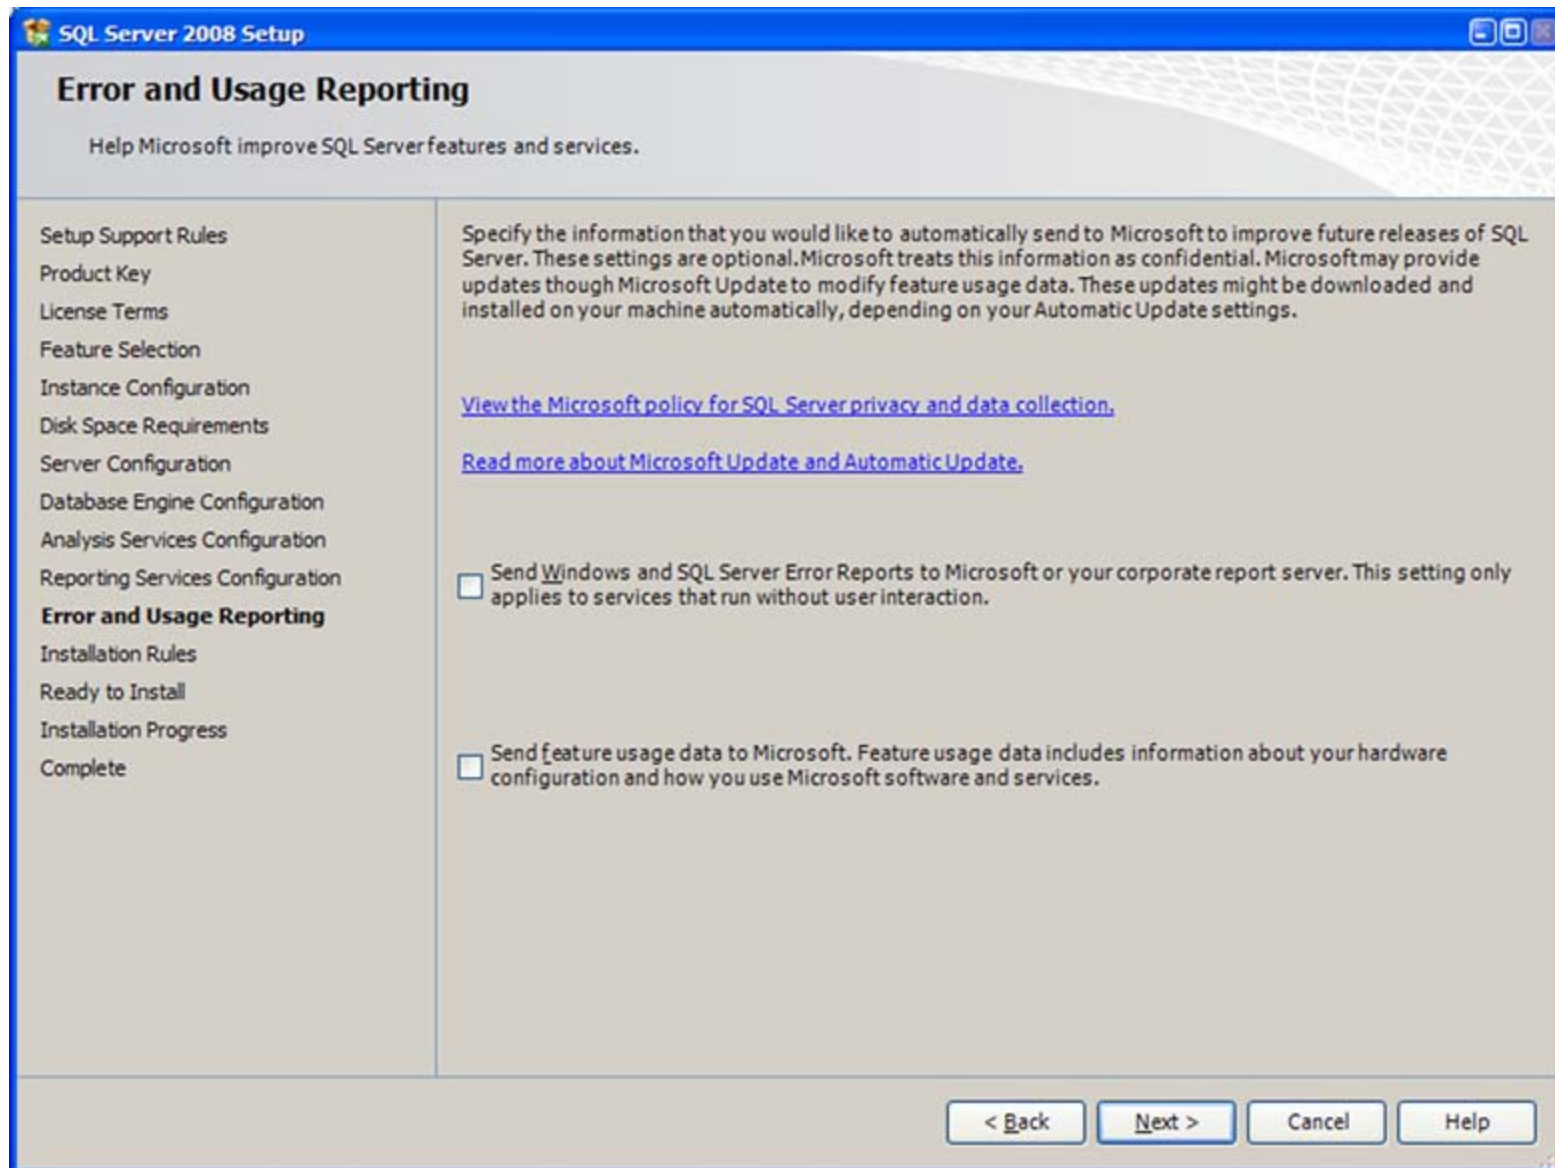 SQL Server 2008 Setup
Error and Usage Reporting
Help Microsoft improve SQL Server features and services.
Setup Support Rules
Product Key
License Terms
Feature Selection
Instance Configuration
Disk Space Requirements
Server Configuration
Database Engine Configuration
Analysis Services Configuration
Reporting Services Configuration
Error and Usage Reporting
Installation Rules
Ready to Install
Installation Progress
Complete
Specify the information that you would like to automatically send to Microsoft to improve future releases of SQL
Server. These settings are optional. Microsoft treats this information as confidential. Microsoft may provide
updates though Microsoft Update to modify feature usage data. These updates might be downloaded and
installed on your machine automatically, depending on your Automatic Update settings.
View the Microsoft policy for SQL Server privacy and data collection.
Read more about Microsoft Update and Automatic Update.
Send Windows and SQL Server Error Reports to Microsoft or your corporate report server. This setting only
applies to services that run without user interaction.
Send feature usage data to Microsoft. Feature usage data includes information about your hardware
configuration and how you use Microsoft software and services.
< Back
Next >
Cancel
Help